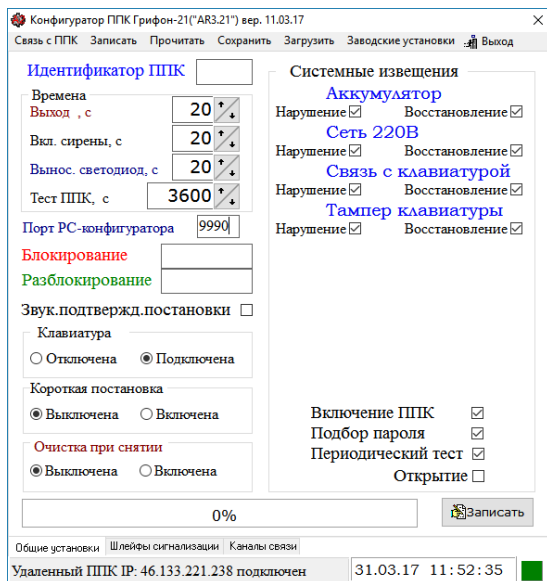 Конфигуратор ППК Грифон-21("AR3.21") вер. 11.03.17
Связь с ППК Записать Прочитать Сохранить Загрузить Заводские установки Выход
Идентификатор ППК
Времена
Выход , с 20
Вкл. сирены, с 20
Вынос. светодиод, с 20
Тест ППК, с 3600
Порт РС-конфигуратора 9990
Блокирование
Разблокирование
Звук.подтвержд.постановки
Клавиатура
Отключена Подключена
Короткая постановка
Выключена Включена
Очистка при снятии
Выключена Включена
Системные извещения
Аккумулятор
Нарушение Восстановление
Сеть 220В
Нарушение Восстановление
Связь с клавиатурой
Нарушение Восстановление
Тампер клавиатуры
Нарушение Восстановление
Включение ППК
Подбор пароля
Периодический тест
Открытие
0% Записать
Общие установки Шлейфы сигнализации Каналы связи
Удаленный ППК IP: 46.133.221.238 подключен 31.03.17 11:52:35